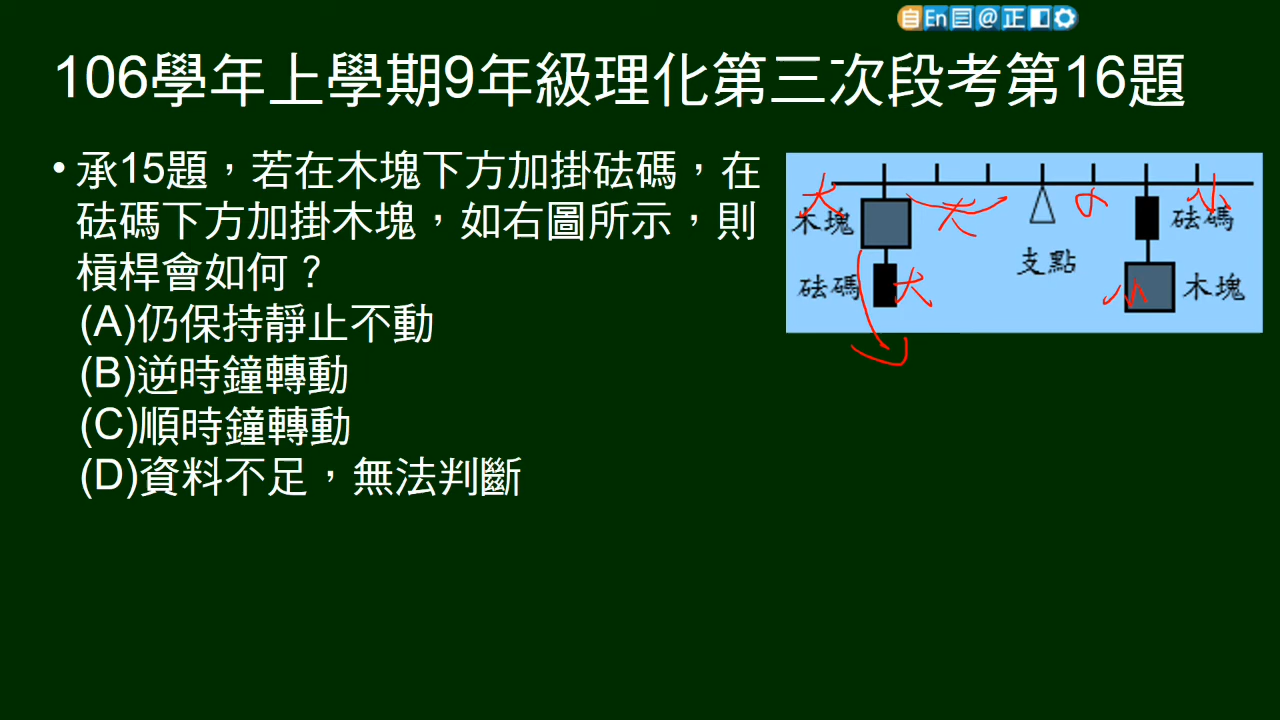 En @ 正
106學年上學期9年級理化第三次段考第16題
• 承15題，若在木塊下方加掛砝碼，在
砝碼下方加掛木塊，如右圖所示，則
槓桿會如何？
(A)仍保持靜止不動
(B)逆時鐘轉動
(C)順時鐘轉動
(D)資料不足，無法判斷
大 大 小 小
木塊 砝碼
支點
砝碼 大 小 木塊